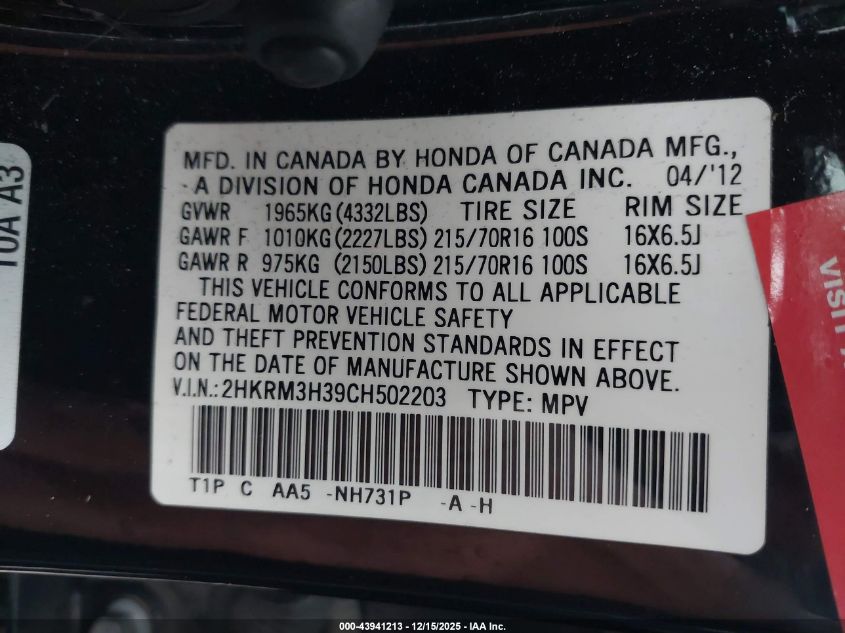 10A A3
MFD. IN CANADA BY HONDA OF CANADA MFG.,
-A DIVISION OF HONDA CANADA INC. 04/'12
GVWR 1965KG (4332LBS) TIRE SIZE RIM SIZE
GAWR F 1010KG (2227LBS) 215/70R16 100S 16X6.5J
GAWR R 975KG (2150LBS) 215/70R16 100S 16X6.5J
THIS VEHICLE CONFORMS TO ALL APPLICABLE
FEDERAL MOTOR VEHICLE SAFETY
AND THEFT PREVENTION STANDARDS IN EFFECT
ON THE DATE OF MANUFACTURE SHOWN ABOVE.
V.I.N.: 2HKRM3H39CH502203 TYPE: MPV
T1P C AA5 -NH731P -A -H
VISIT
000-43941213 - 12/15/2025 - IAA Inc.